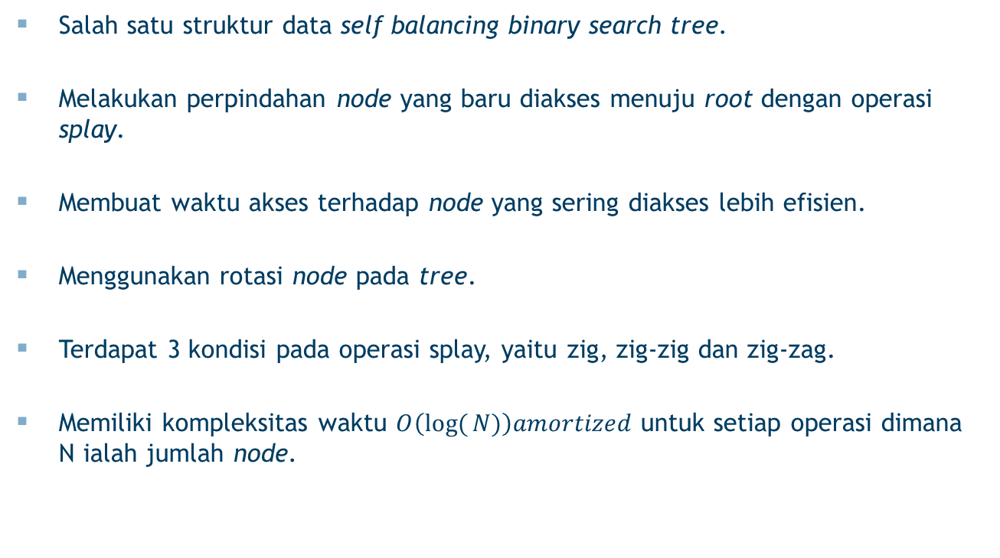 ▪ Salah satu struktur data self balancing binary search tree.
▪ Melakukan perpindahan node yang baru diakses menuju root dengan operasi
splay.
▪ Membuat waktu akses terhadap node yang sering diakses lebih efisien.
▪ Menggunakan rotasi node pada tree.
▪ Terdapat 3 kondisi pada operasi splay, yaitu zig, zig-zig dan zig-zag.
▪ Memiliki kompleksitas waktu O(log(N))amortized untuk setiap operasi dimana
N ialah jumlah node.